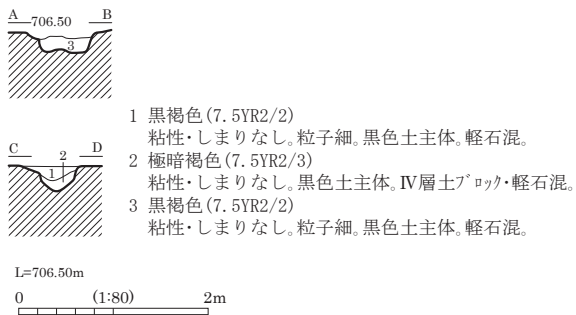 A 706.50 B
3
1 黒褐色(7.5YR2/2)
粘性・しまりなし。粒子細。黒色土主体。軽石混。
C 2 D
1
2 極暗褐色(7.5YR2/3)
粘性・しまりなし。黒色土主体。Ⅳ層土ﾌﾞﾛｯｸ・軽石混。
3 黒褐色(7.5YR2/2)
粘性・しまりなし。粒子細。黒色土主体。軽石混。
L=706.50m
0 (1:80) 2m